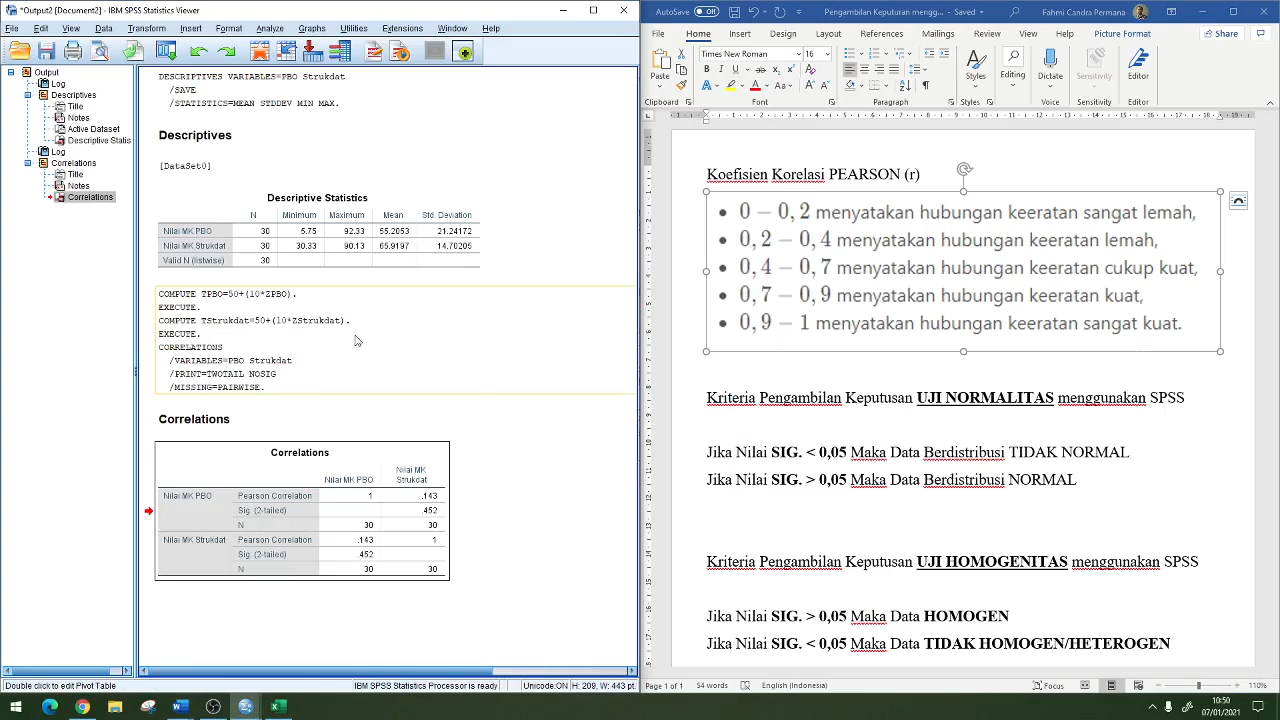 *Output2 [Document2] - IBM SPSS Statistics Viewer
File Edit View Data Transform Insert Format Analyze Graphs Utilities Extensions Window Help
Output
Log
Descriptives
Title
Notes
Active Dataset
Descriptive Statis
Log
Correlations
Title
Notes
Correlations
DESCRIPTIVES VARIABLES=PBO Strukdat
/SAVE
/STATISTICS=MEAN STDDEV MIN MAX.
Descriptives
[DataSet0]
Descriptive Statistics
N Minimum Maximum Mean Std. Deviation
Nilai MK PBO 30 5.75 92.33 55.2053 21.24172
Nilai MK Strukdat 30 30.33 90.13 65.9197 14.70205
Valid N (listwise) 30
COMPUTE TPBO=50+(10*ZPBO).
EXECUTE.
COMPUTE TStrukdat=50+(10*ZStrukdat).
EXECUTE.
CORRELATIONS
/VARIABLES=PBO Strukdat
/PRINT=TWOTAIL NOSIG
/MISSING=PAIRWISE.
Correlations
Correlations
Nilai MK PBO Nilai MK Strukdat
Nilai MK PBO Pearson Correlation 1 .143
Sig. (2-tailed) .452
N 30 30
Nilai MK Strukdat Pearson Correlation .143 1
Sig. (2-tailed) .452
N 30 30
Double click to edit Pivot Table IBM SPSS Statistics Processor is ready Unicode:ON H: 209, W: 443 pt.
AutoSave Off Pengambilan Keputusan mengg... - Saved Fahmi Candra Permana
File Home Insert Design Layout References Mailings Review View Help Picture Format Share
Times New Roman 16
Paste Styles Editing Dictate Sensitivity Editor
Clipboard Font Paragraph Styles Voice Sensitivity Editor
Koefisien Korelasi PEARSON (r)
• 0 − 0, 2 menyatakan hubungan keeratan sangat lemah,
• 0, 2 − 0, 4 menyatakan hubungan keeratan lemah,
• 0, 4 − 0, 7 menyatakan hubungan keeratan cukup kuat,
• 0, 7 − 0, 9 menyatakan hubungan keeratan kuat,
• 0, 9 − 1 menyatakan hubungan keeratan sangat kuat.
Kriteria Pengambilan Keputusan UJI NORMALITAS menggunakan SPSS
Jika Nilai SIG. < 0,05 Maka Data Berdistribusi TIDAK NORMAL
Jika Nilai SIG. > 0,05 Maka Data Berdistribusi NORMAL
Kriteria Pengambilan Keputusan UJI HOMOGENITAS menggunakan SPSS
Jika Nilai SIG. > 0,05 Maka Data HOMOGEN
Jika Nilai SIG. < 0,05 Maka Data TIDAK HOMOGEN/HETEROGEN
Page 1 of 1 54 words English (Indonesia) Focus 110%
10:50
07/01/2021